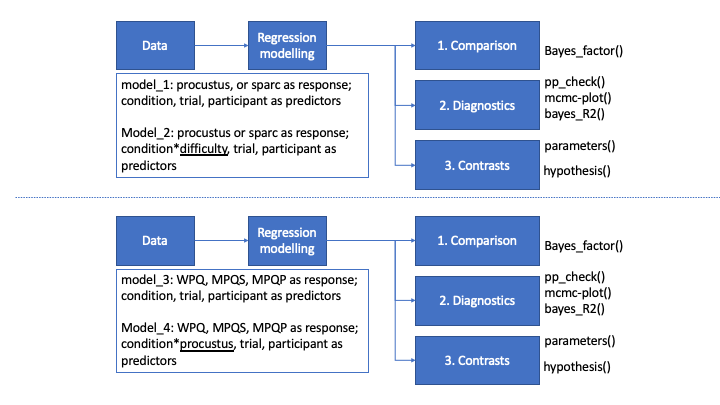 Data
Regression
modelling
1. Comparison
Bayes_factor()
model_1: procustus, or sparc as response;
condition, trial, participant as predictors
Model_2: procustus or sparc as response;
condition*difficulty, trial, participant as
predictors
2. Diagnostics
pp_check()
mcmc-plot()
bayes_R2()
3. Contrasts
parameters()
hypothesis()
Data
Regression
modelling
1. Comparison
Bayes_factor()
model_3: WPQ, MPQS, MPQP as response;
condition, trial, participant as predictors
Model_4: WPQ, MPQS, MPQP as response;
condition*procustus, trial, participant as
predictors
2. Diagnostics
pp_check()
mcmc-plot()
bayes_R2()
3. Contrasts
parameters()
hypothesis()